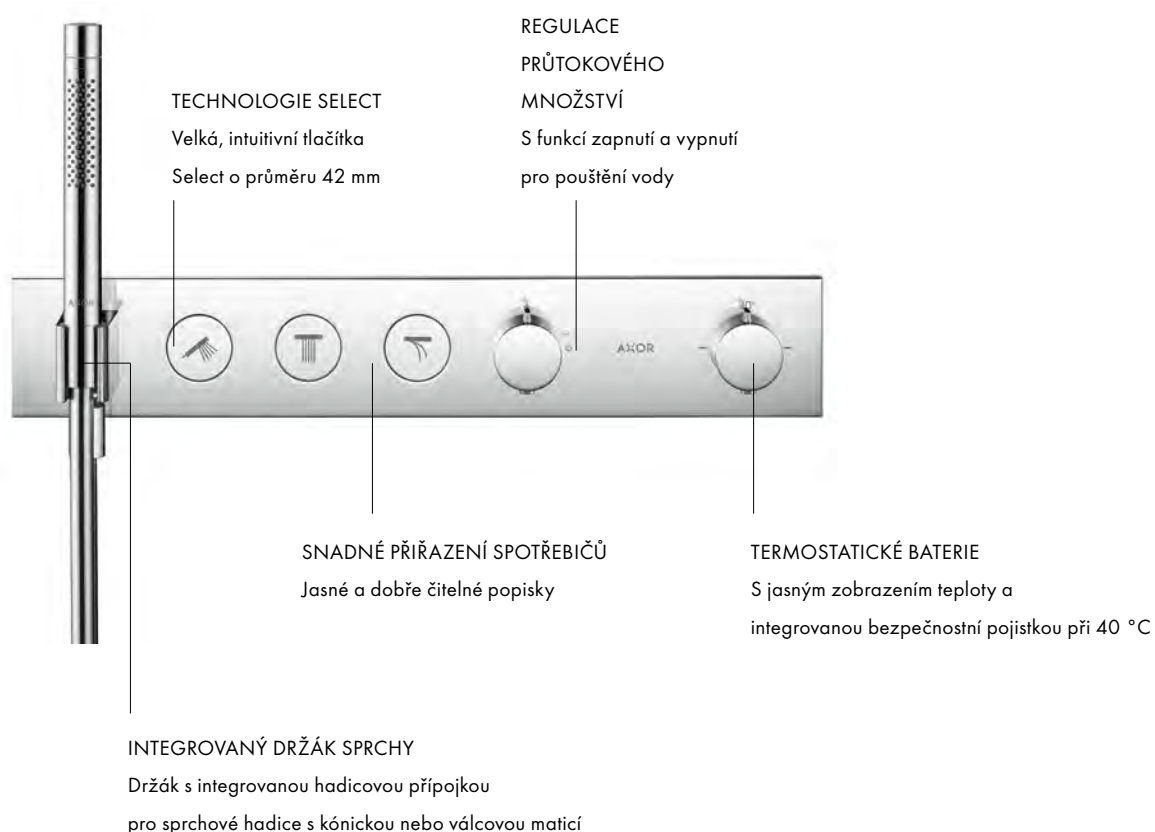 REGULACE
PRŮTOKOVÉHO
MNOŽSTVÍ
S funkcí zapnutí a vypnutí
pro pouštění vody
TECHNOLOGIE SELECT
Velká, intuitivní tlačítka
Select o průměru 42 mm
AXOR
AXOR
SNADNÉ PŘIŘAZENÍ SPOTŘEBIČŮ
Jasné a dobře čitelné popisky
TERMOSTATICKÉ BATERIE
S jasným zobrazením teploty a
integrovanou bezpečnostní pojistkou při 40 °C
INTEGROVANÝ DRŽÁK SPRCHY
Držák s integrovanou hadicovou přípojkou
pro sprchové hadice s kónickou nebo válcovou maticí